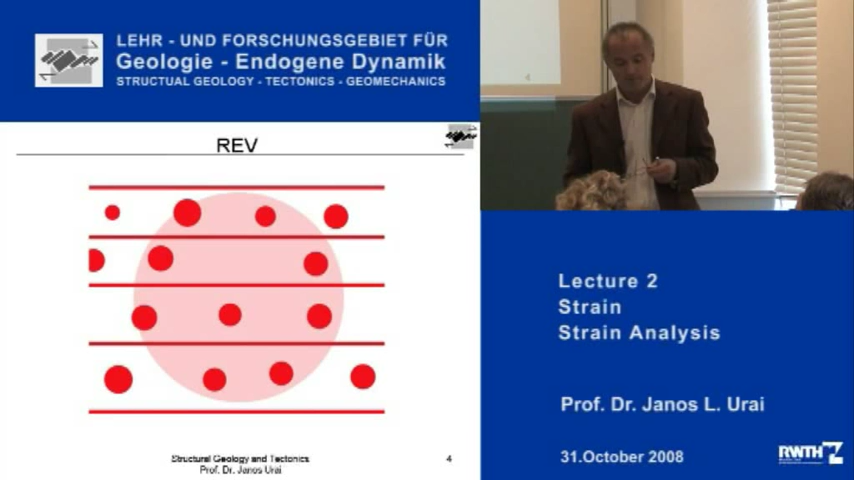 LEHR - UND FORSCHUNGSGEBIET FÜR
Geologie - Endogene Dynamik
STRUCTUAL GEOLOGY - TECTONICS - GEOMECHANICS
REV
Structural Geology and Tectonics
Prof. Dr. Janos Urai
4
Lecture 2
Strain
Strain Analysis
Prof. Dr. Janos L. Urai
31.October 2008
RWTH